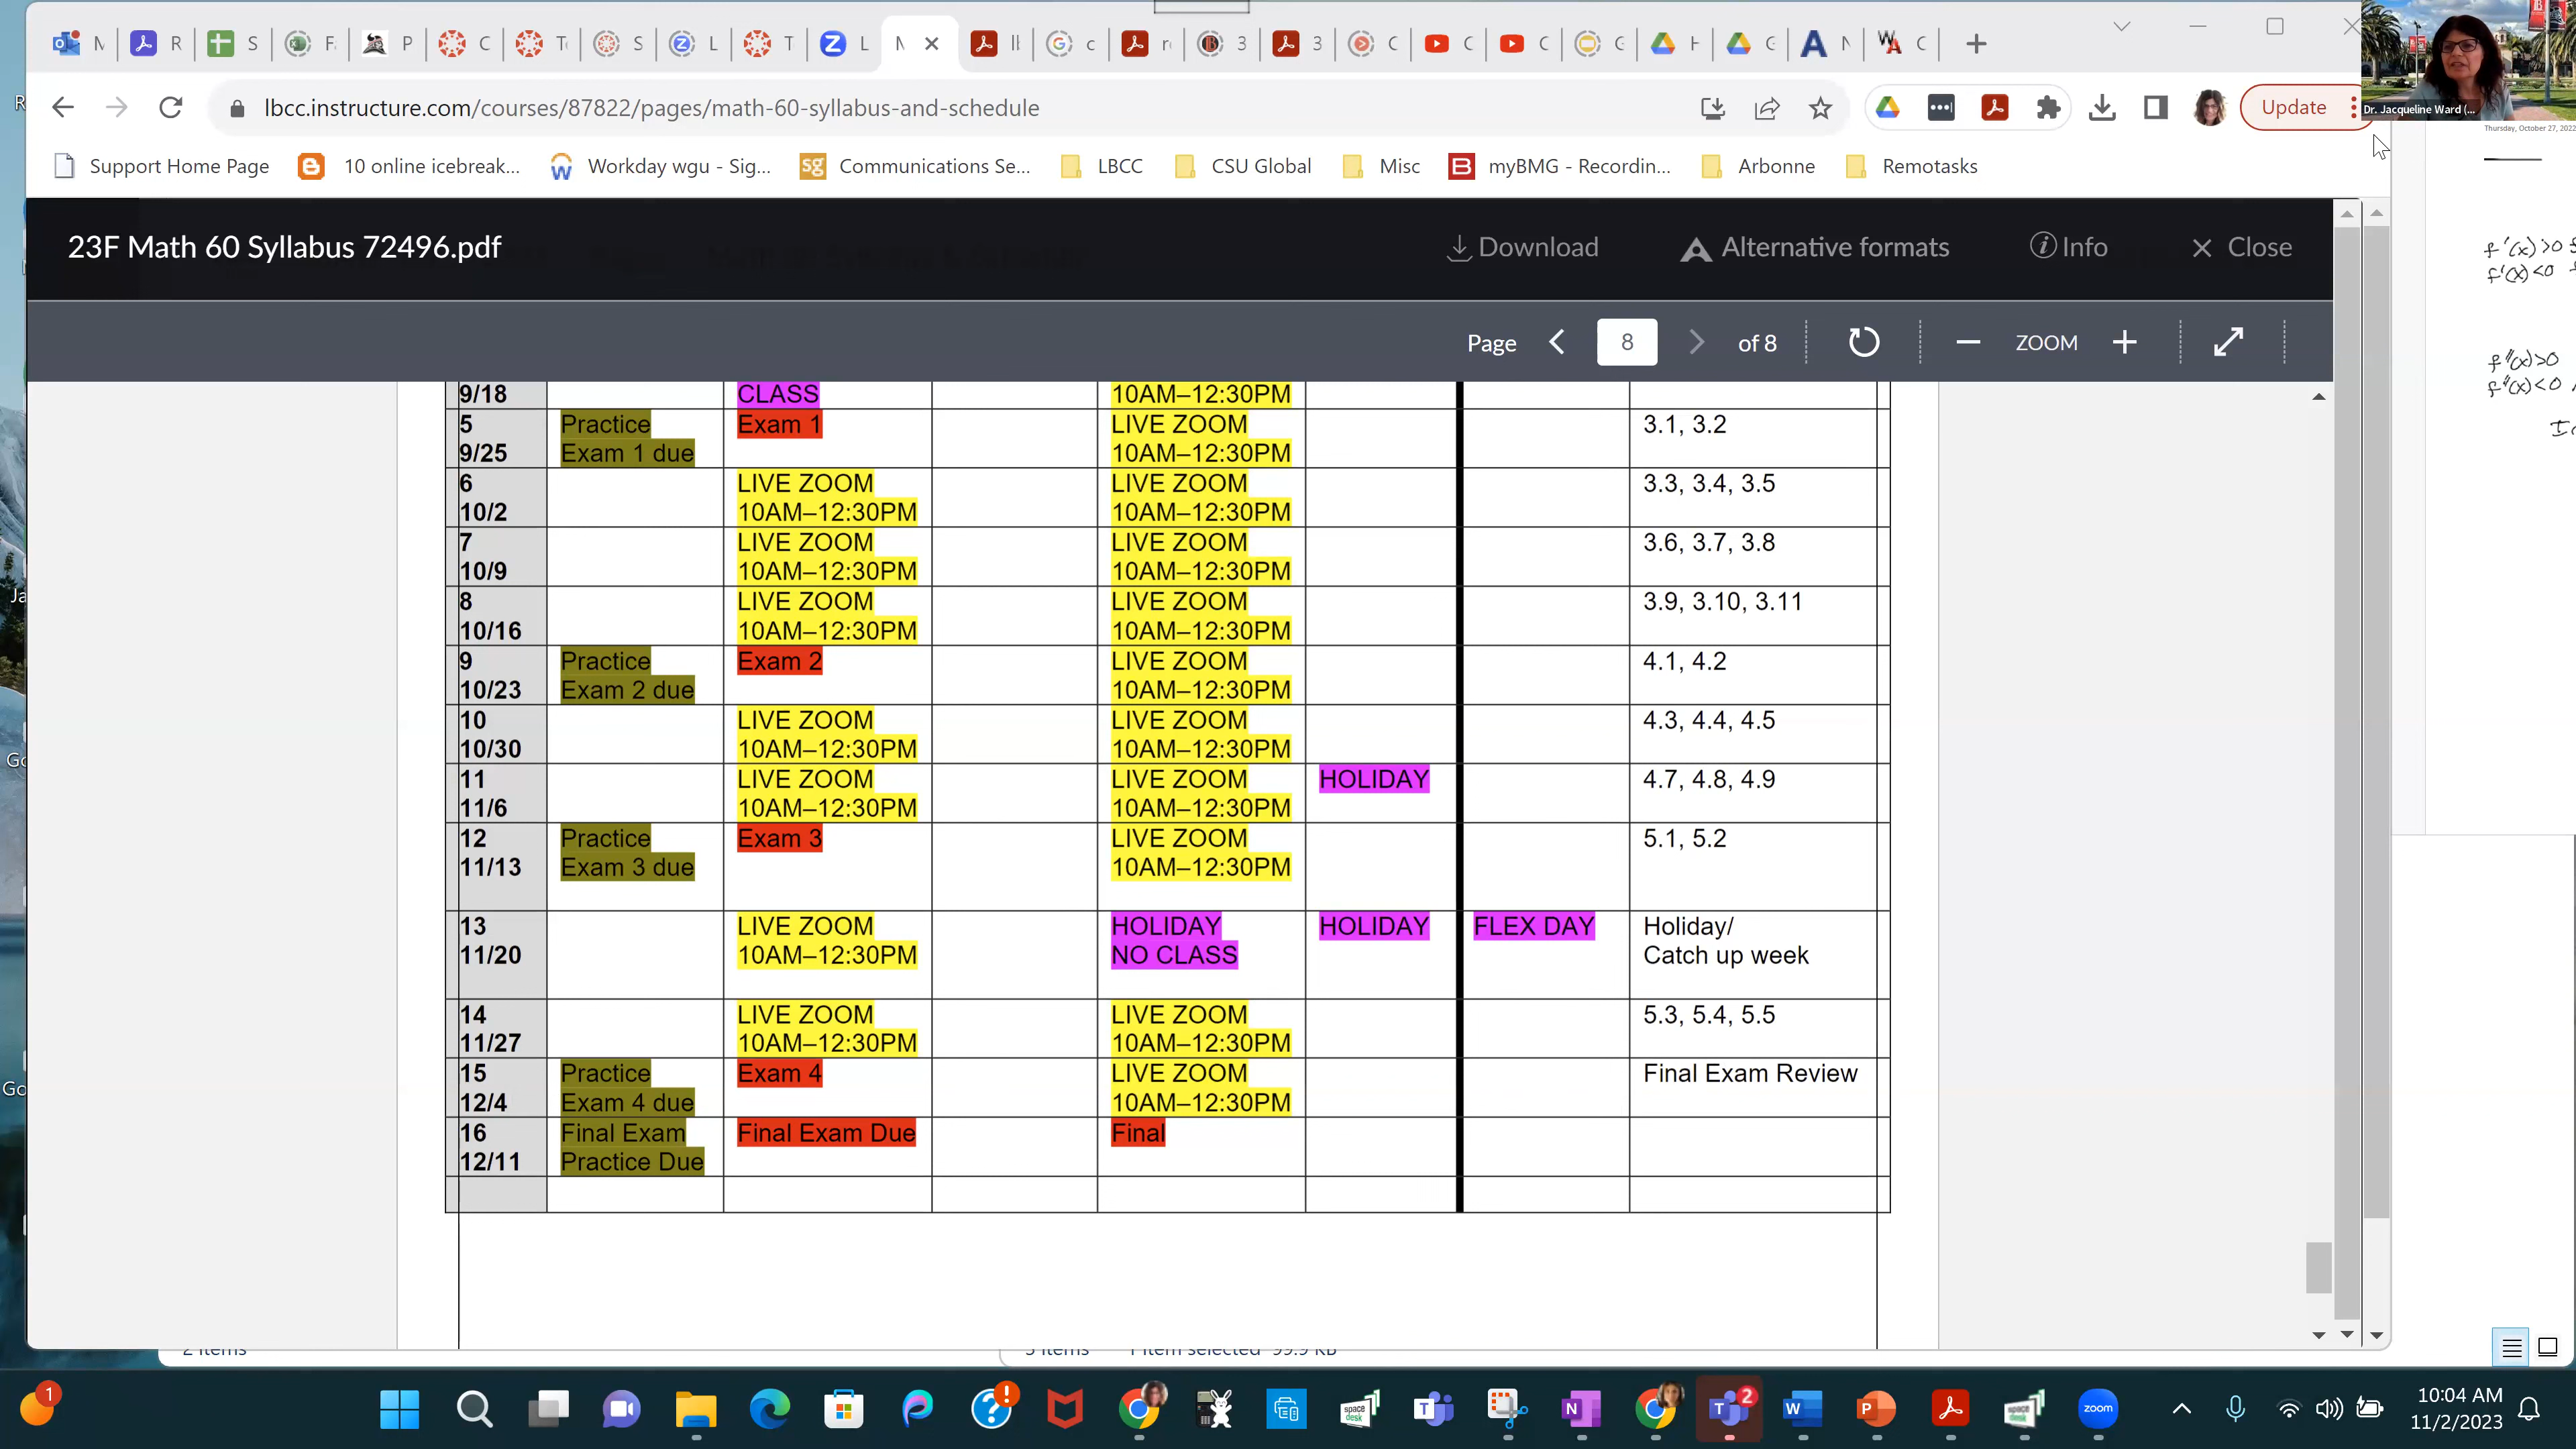 M R S F P C T S L T L M ll c r 3 3 C C C G H G N C
lbcc.instructure.com/courses/87822/pages/math-60-syllabus-and-schedule
Update
Dr. Jacqueline Ward (...
Thursday, October 27, 2022
Support Home Page 10 online icebreak... Workday wgu - Sig... Communications Se... LBCC CSU Global Misc myBMG - Recordin... Arbonne Remotasks
23F Math 60 Syllabus 72496.pdf Download Alternative formats Info Close
Page 8 of 8 ZOOM
f'(x)>0
f'(x)<0
f"(x)>0
f"(x)<0
9/18 CLASS 10AM–12:30PM
5 Practice Exam 1 LIVE ZOOM 3.1, 3.2
9/25 Exam 1 due 10AM–12:30PM
6 LIVE ZOOM LIVE ZOOM 3.3, 3.4, 3.5
10/2 10AM–12:30PM 10AM–12:30PM
7 LIVE ZOOM LIVE ZOOM 3.6, 3.7, 3.8
10/9 10AM–12:30PM 10AM–12:30PM
8 LIVE ZOOM LIVE ZOOM 3.9, 3.10, 3.11
10/16 10AM–12:30PM 10AM–12:30PM
9 Practice Exam 2 LIVE ZOOM 4.1, 4.2
10/23 Exam 2 due 10AM–12:30PM
10 LIVE ZOOM LIVE ZOOM 4.3, 4.4, 4.5
10/30 10AM–12:30PM 10AM–12:30PM
11 LIVE ZOOM LIVE ZOOM HOLIDAY 4.7, 4.8, 4.9
11/6 10AM–12:30PM 10AM–12:30PM
12 Practice Exam 3 LIVE ZOOM 5.1, 5.2
11/13 Exam 3 due 10AM–12:30PM
13 LIVE ZOOM HOLIDAY HOLIDAY FLEX DAY Holiday/
11/20 10AM–12:30PM NO CLASS Catch up week
14 LIVE ZOOM LIVE ZOOM 5.3, 5.4, 5.5
11/27 10AM–12:30PM 10AM–12:30PM
15 Practice Exam 4 LIVE ZOOM Final Exam Review
12/4 Exam 4 due 10AM–12:30PM
16 Final Exam Final Exam Due Final
12/11 Practice Due
10:04 AM
11/2/2023